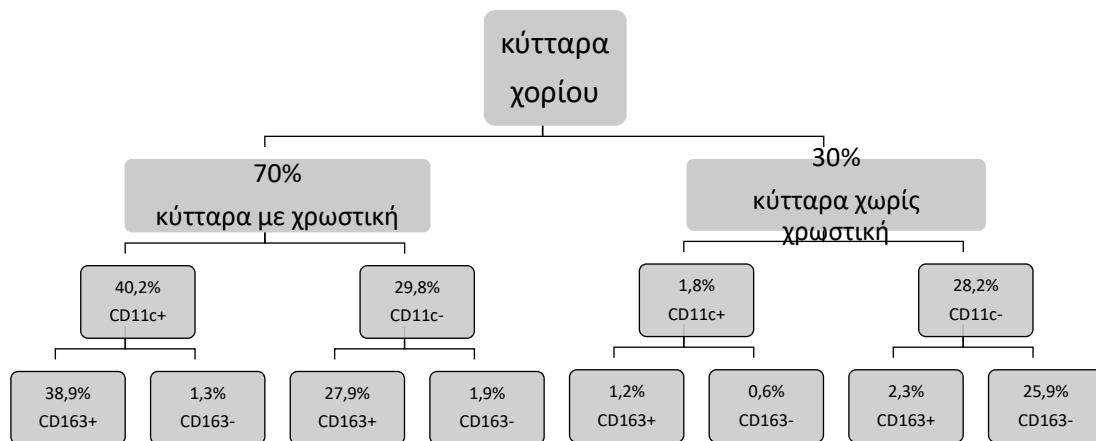 κύτταρα
χορίου
70%
κύτταρα με χρωστική
30%
κύτταρα χωρίς
χρωστική
40,2%
CD11c+
29,8%
CD11c-
1,8%
CD11c+
28,2%
CD11c-
38,9%
CD163+
1,3%
CD163-
27,9%
CD163+
1,9%
CD163-
1,2%
CD163+
0,6%
CD163-
2,3%
CD163+
25,9%
CD163-